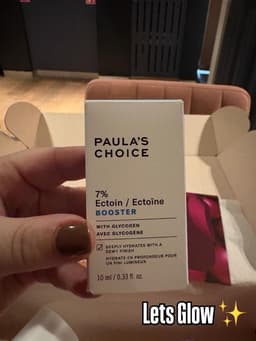 PAULA'S
CHOICE
7%
Ectoin / Ectoïne
BOOSTER
WITH GLYCOGEN
AVEC GLYCOGÈNE
DEEPLY HYDRATES WITH A
DEWY FINISH
HYDRATE EN PROFONDEUR POUR
UN FINI LUMINEUX
10 ml / 0.33 fl. oz.
Lets Glow ✨